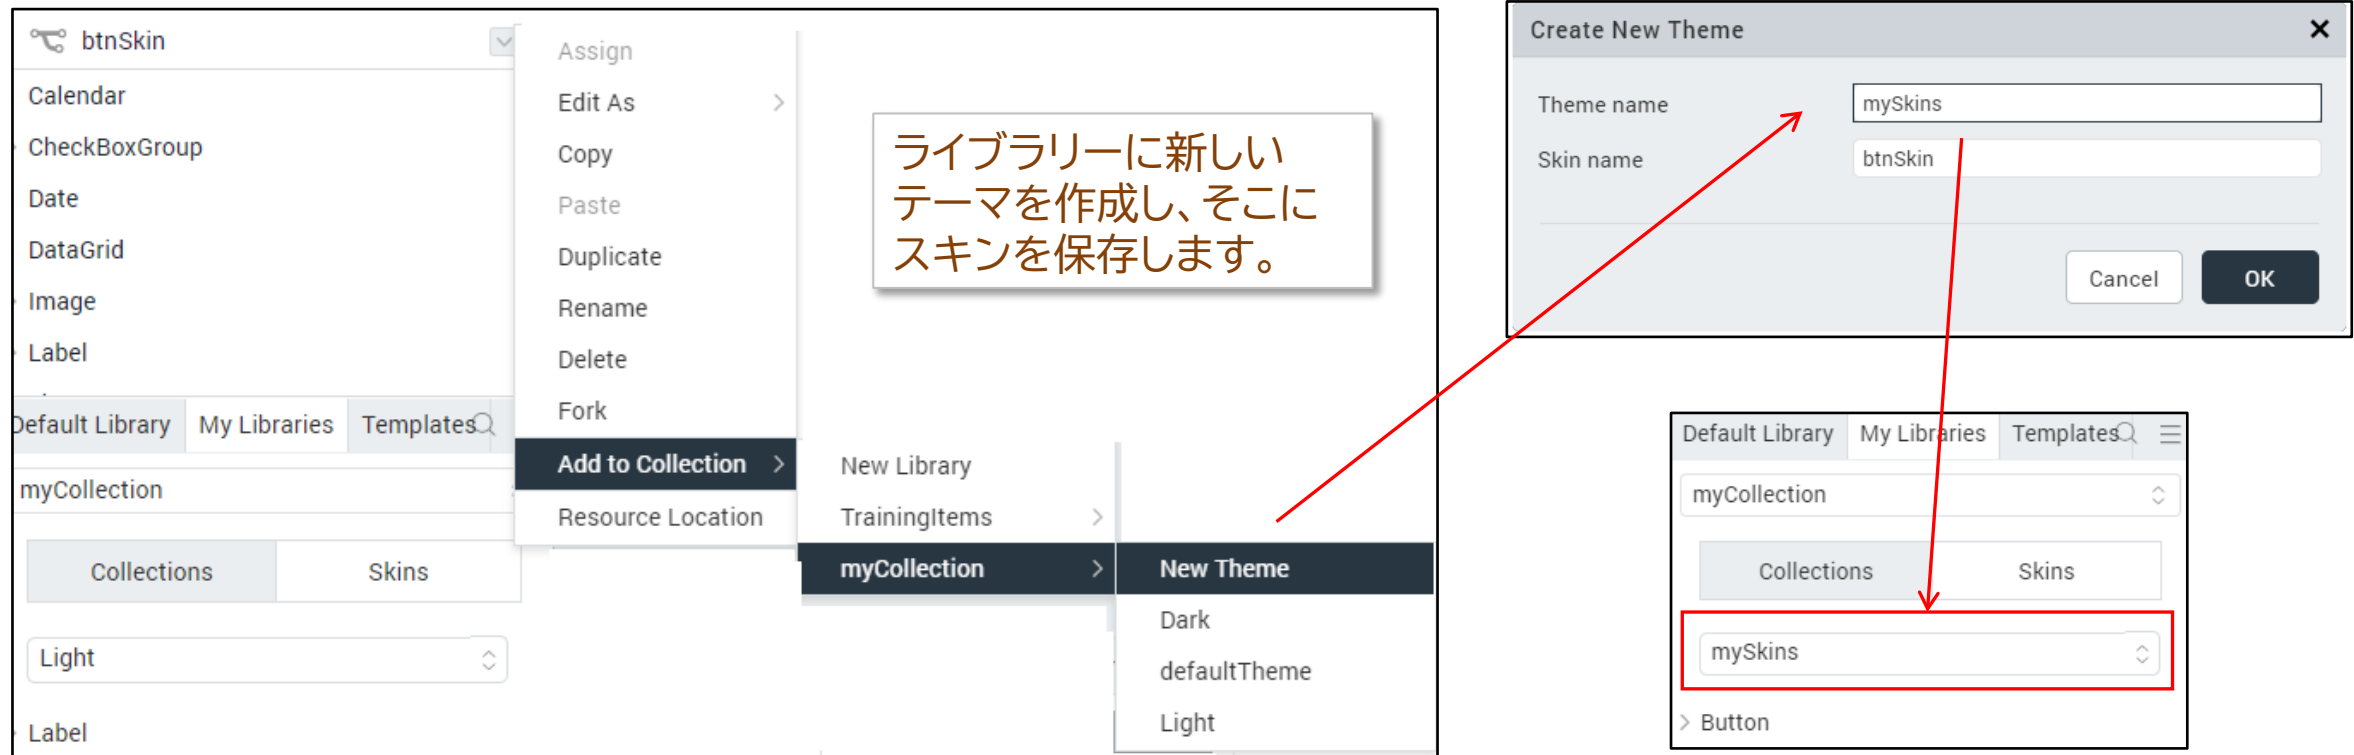 btnSkin
Calendar
CheckBoxGroup
Date
DataGrid
Image
Label
Default Library
My Libraries
Templates
myCollection
Collections
Skins
Light
Label
Assign
Edit As
Copy
Paste
Duplicate
Rename
Delete
Fork
Add to Collection
Resource Location
New Library
TrainingItems
myCollection
New Theme
Dark
defaultTheme
Light
ライブラリーに新しい
テーマを作成し、そこに
スキンを保存します。
Create New Theme
Theme name
mySkins
Skin name
btnSkin
Cancel
OK
Default Library
My Libraries
Templates
myCollection
Collections
Skins
mySkins
Button